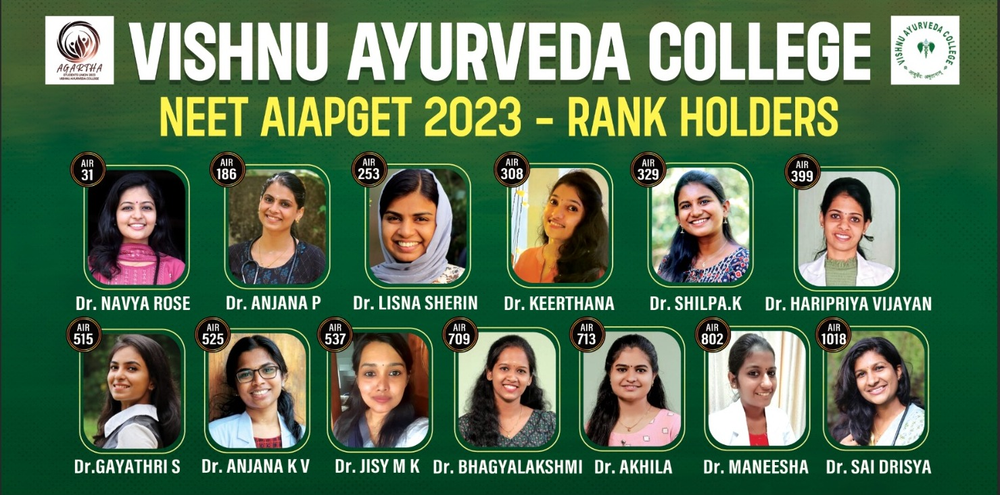 AGARTHA
STUDENTS UNION 2023
VISHNU AYURVEDA COLLEGE
VISHNU AYURVEDA COLLEGE
VISHNU AYURVEDA COLLEGE
आयुर्वेदः अमृतानाम्
NEET AIAPGET 2023 - RANK HOLDERS
AIR
31
AIR
186
AIR
253
AIR
308
AIR
329
AIR
399
Dr. NAVYA ROSE
Dr. ANJANA P
Dr. LISNA SHERIN
Dr. KEERTHANA
Dr. SHILPA.K
Dr. HARIPRIYA VIJAYAN
AIR
515
AIR
525
AIR
537
AIR
709
AIR
713
AIR
802
AIR
1018
Dr.GAYATHRI S
Dr. ANJANA K V
Dr. JISY M K
Dr. BHAGYALAKSHMI
Dr. AKHILA
Dr. MANEESHA
Dr. SAI DRISYA